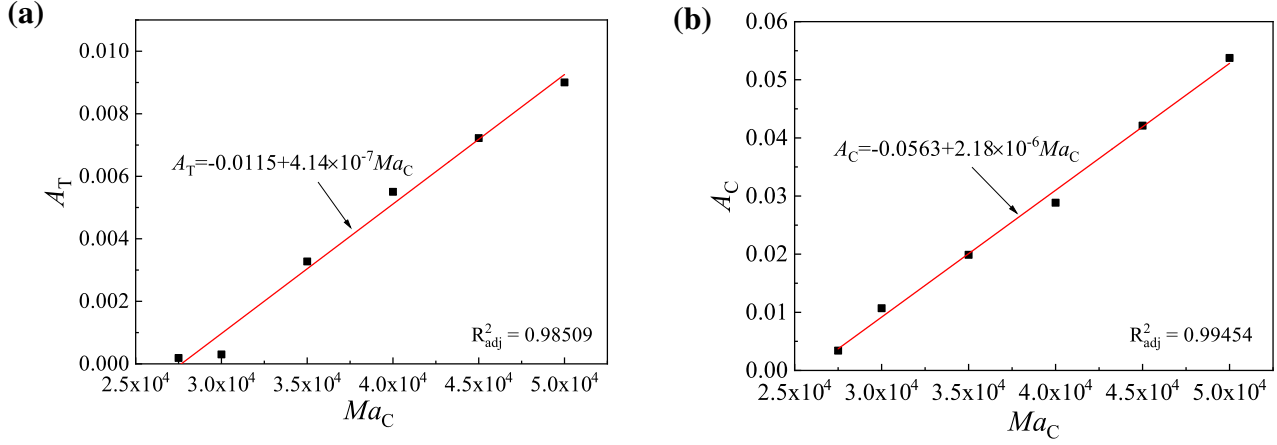 (a)
0.010
0.008
0.006
0.004
0.002
0.000
A_T
A_T=-0.0115+4.14×10^-7Ma_C
R²_adj = 0.98509
2.5x10^4 3.0x10^4 3.5x10^4 4.0x10^4 4.5x10^4 5.0x10^4
Ma_C
(b)
0.06
0.05
0.04
0.03
0.02
0.01
0.00
A_C
A_C=-0.0563+2.18×10^-6Ma_C
R²_adj = 0.99454
2.5x10^4 3.0x10^4 3.5x10^4 4.0x10^4 4.5x10^4 5.0x10^4
Ma_C